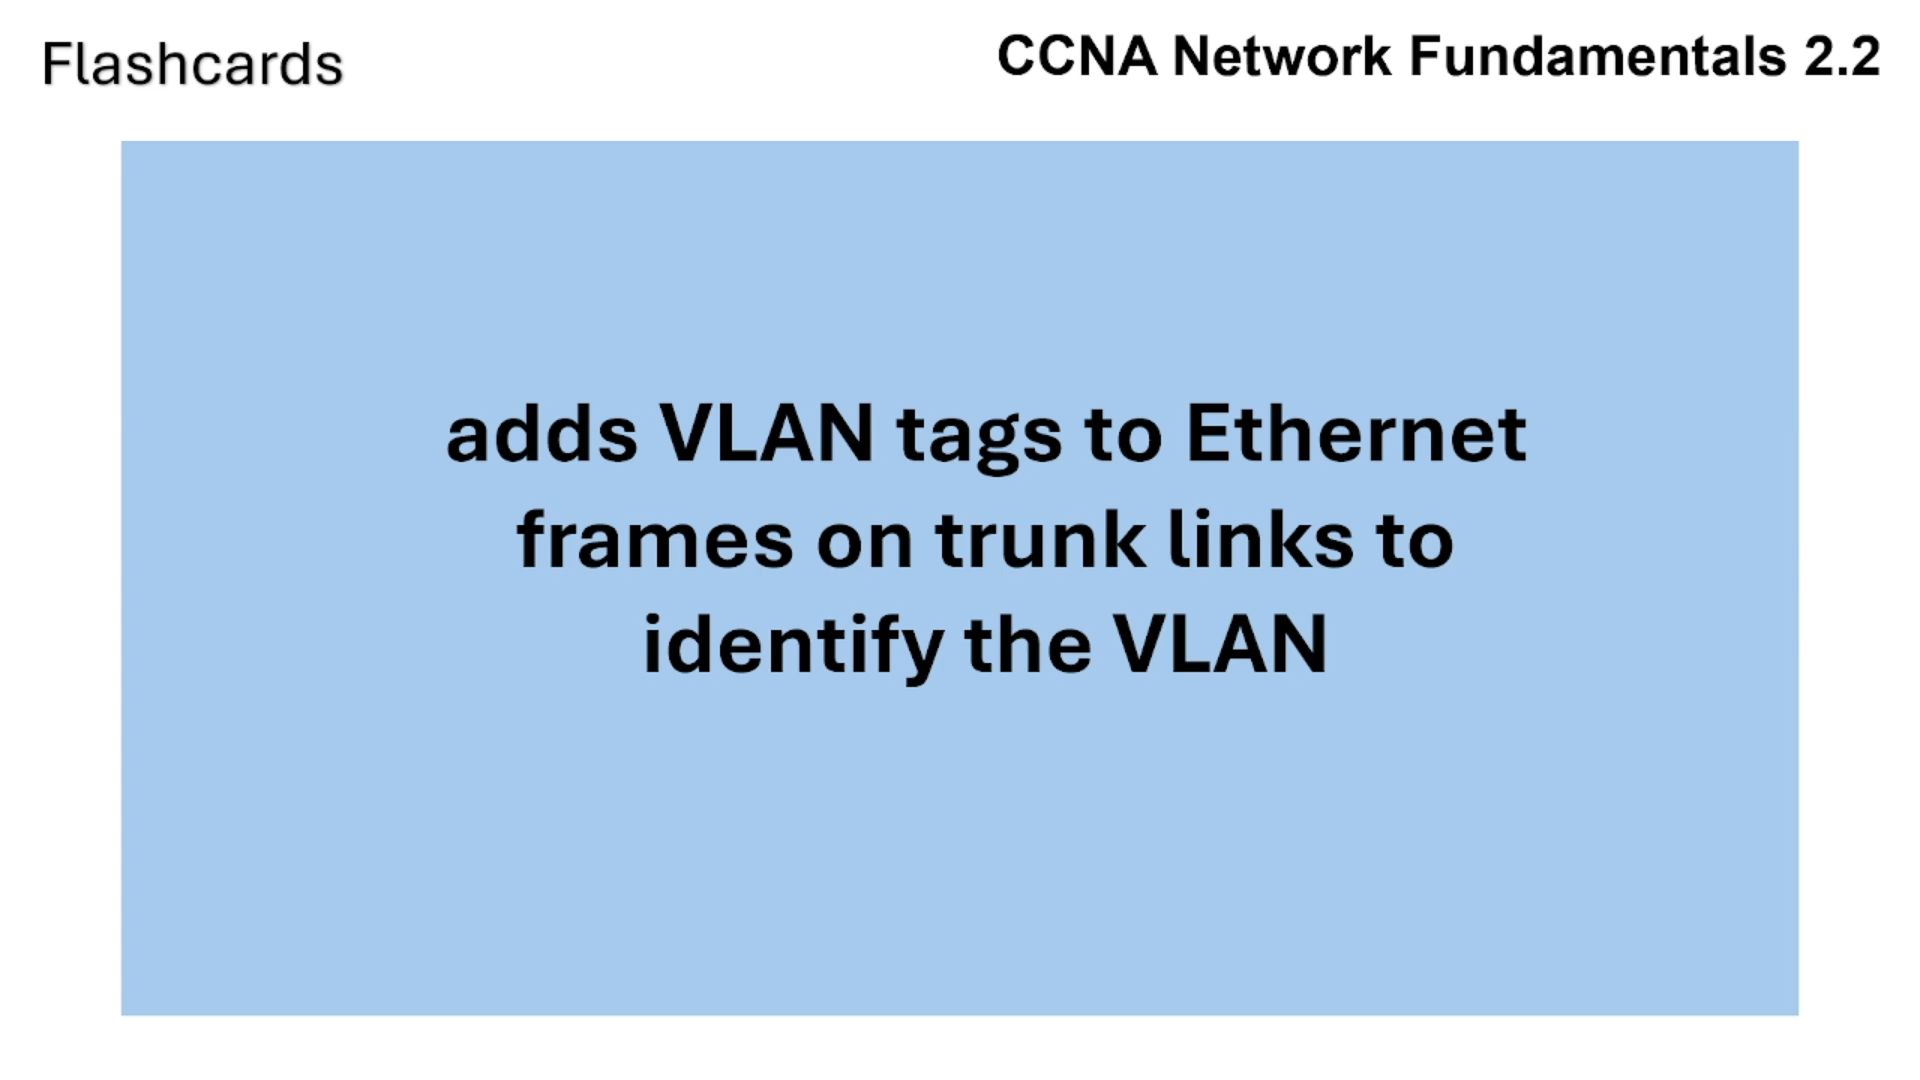 Flashcards
CCNA Network Fundamentals 2.2
adds VLAN tags to Ethernet
frames on trunk links to
identify the VLAN